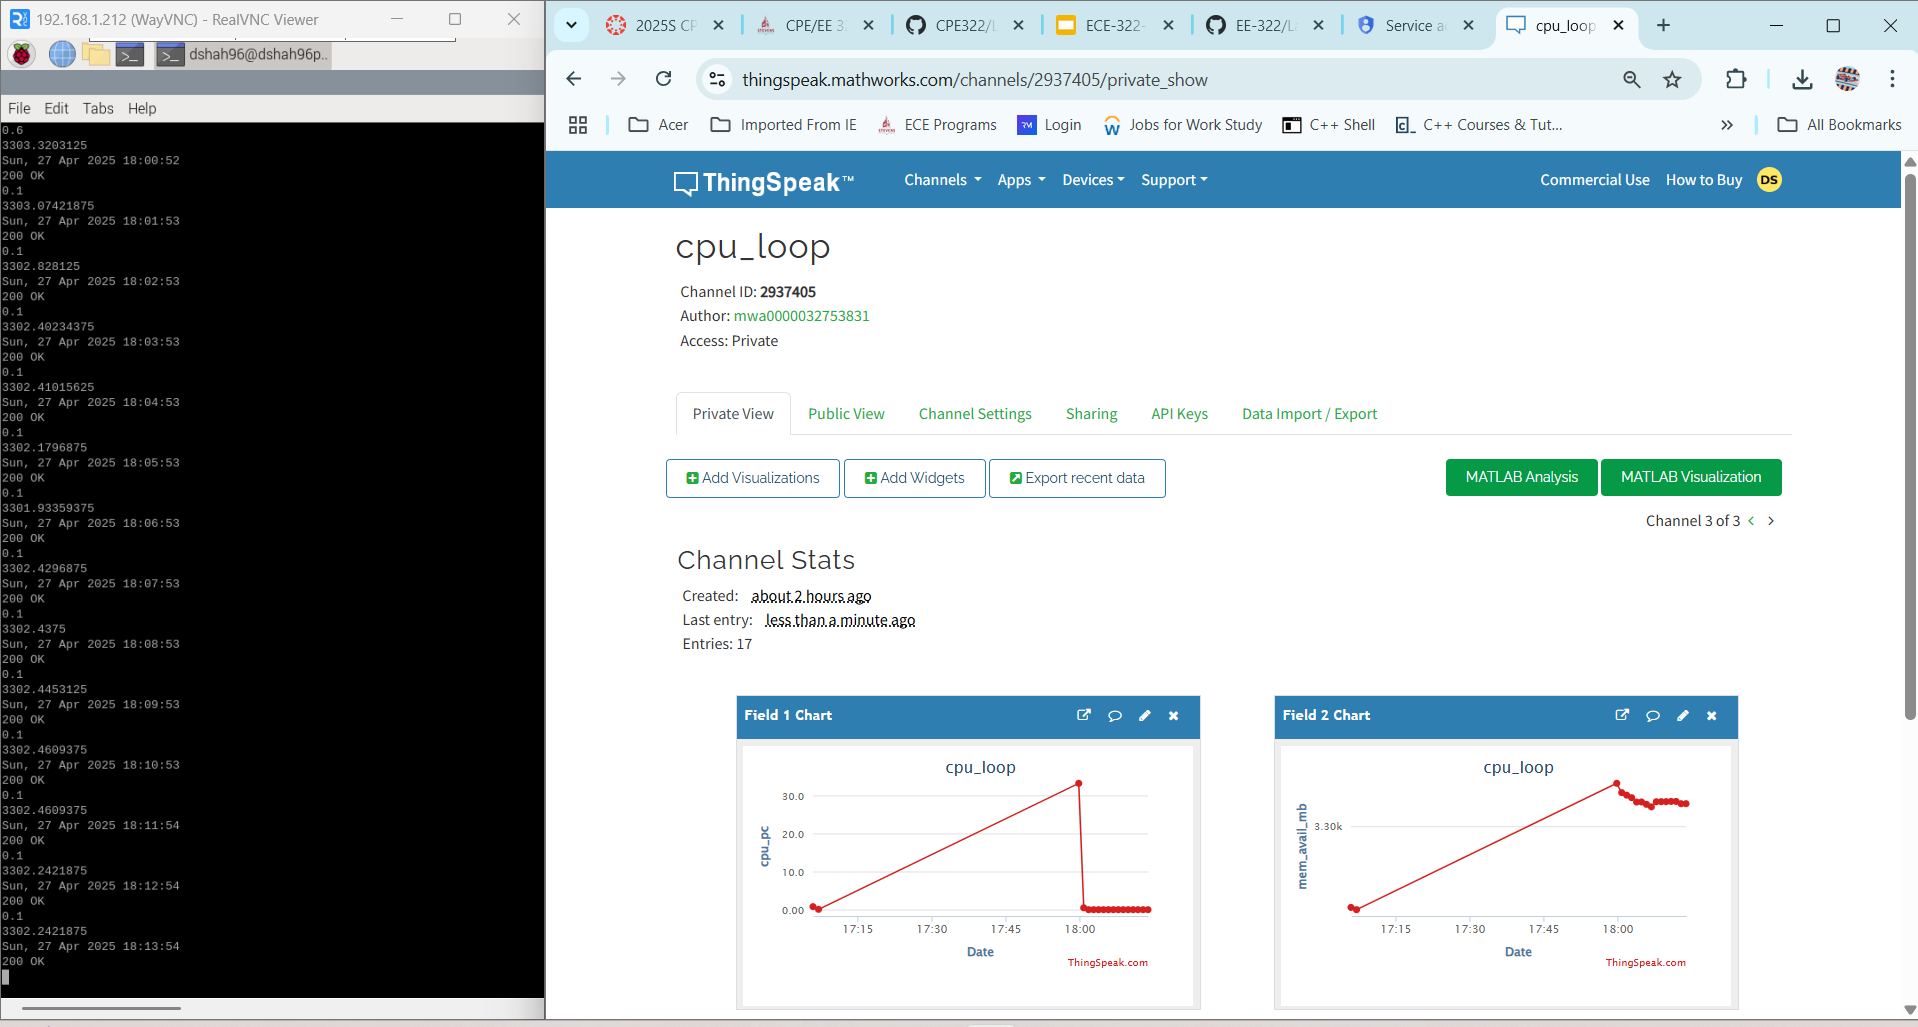 192.168.1.212 (WayVNC) - RealVNC Viewer
dshah96@dshah96p..
File Edit Tabs Help
0.6
3303.3203125
Sun, 27 Apr 2025 18:00:52
200 OK
0.1
3303.07421875
Sun, 27 Apr 2025 18:01:53
200 OK
0.1
3302.828125
Sun, 27 Apr 2025 18:02:53
200 OK
0.1
3302.40234375
Sun, 27 Apr 2025 18:03:53
200 OK
0.1
3302.41015625
Sun, 27 Apr 2025 18:04:53
200 OK
0.1
3302.1796875
Sun, 27 Apr 2025 18:05:53
200 OK
0.1
3301.93359375
Sun, 27 Apr 2025 18:06:53
200 OK
0.1
3302.4296875
Sun, 27 Apr 2025 18:07:53
200 OK
0.1
3302.4375
Sun, 27 Apr 2025 18:08:53
200 OK
0.1
3302.4453125
Sun, 27 Apr 2025 18:09:53
200 OK
0.1
3302.4609375
Sun, 27 Apr 2025 18:10:53
200 OK
0.1
3302.4609375
Sun, 27 Apr 2025 18:11:54
200 OK
0.1
3302.2421875
Sun, 27 Apr 2025 18:12:54
200 OK
0.1
3302.2421875
Sun, 27 Apr 2025 18:13:54
200 OK
2025S CP CPE/EE 3 CPE322/L ECE-322- EE-322/L Service a cpu_loop
thingspeak.mathworks.com/channels/2937405/private_show
Acer Imported From IE ECE Programs Login Jobs for Work Study C++ Shell C++ Courses & Tut... All Bookmarks
ThingSpeak™ Channels Apps Devices Support Commercial Use How to Buy DS
cpu_loop
Channel ID: 2937405
Author: mwa0000032753831
Access: Private
Private View Public View Channel Settings Sharing API Keys Data Import / Export
Add Visualizations Add Widgets Export recent data MATLAB Analysis MATLAB Visualization
Channel 3 of 3
Channel Stats
Created: about 2 hours ago
Last entry: less than a minute ago
Entries: 17
Field 1 Chart
cpu_loop
cpu_pc
30.0
20.0
10.0
0.00
17:15 17:30 17:45 18:00
Date
ThingSpeak.com
Field 2 Chart
cpu_loop
mem_avail_mb
3.30k
17:15 17:30 17:45 18:00
Date
ThingSpeak.com